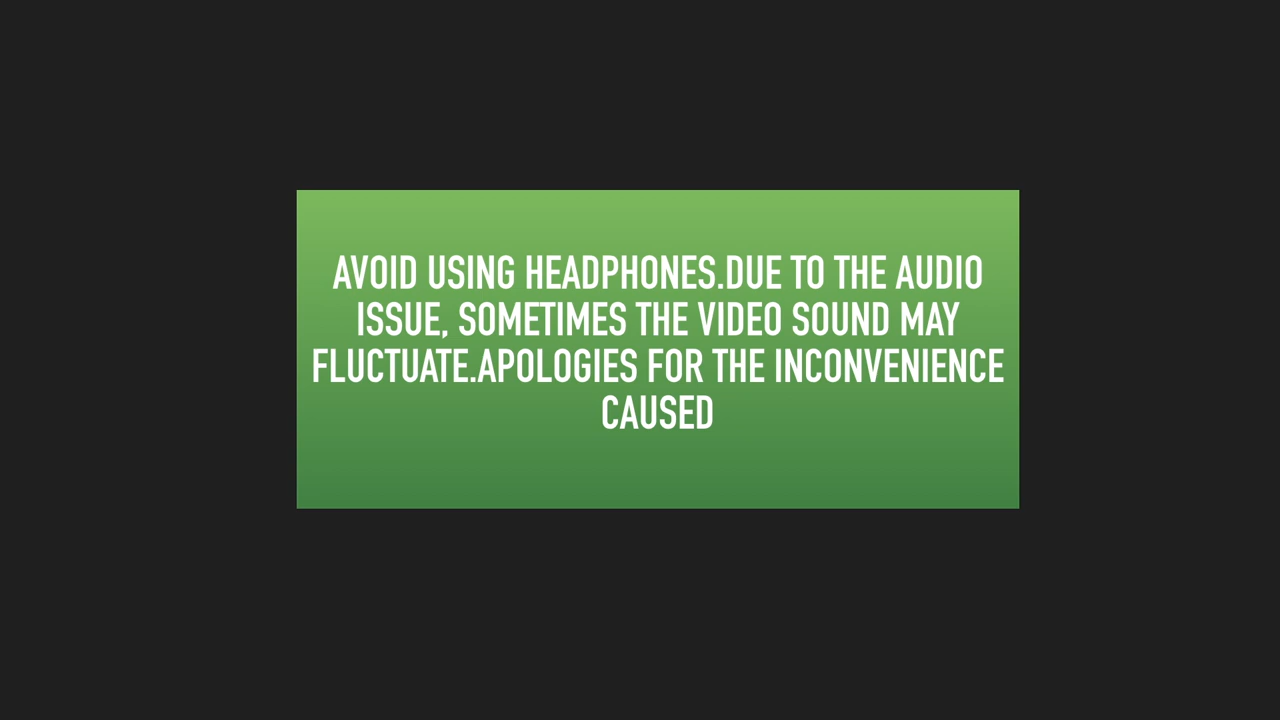 AVOID USING HEADPHONES.DUE TO THE AUDIO
ISSUE, SOMETIMES THE VIDEO SOUND MAY
FLUCTUATE.APOLOGIES FOR THE INCONVENIENCE
CAUSED